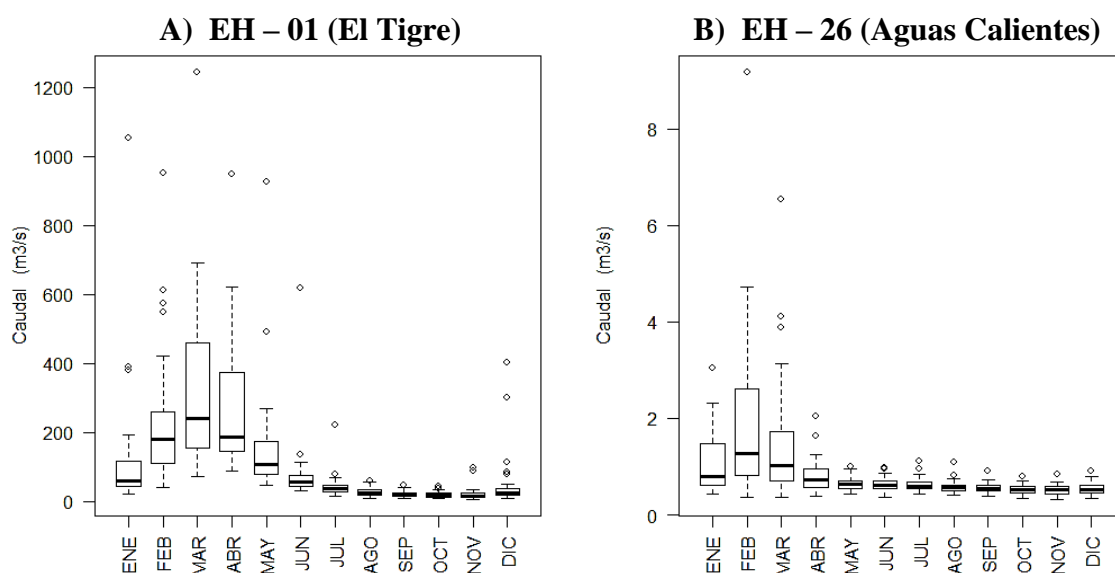 A) EH – 01 (El Tigre)
B) EH – 26 (Aguas Calientes)
Caudal (m3/s)
1200
1000
800
600
400
200
0
ENE
FEB
MAR
ABR
MAY
JUN
JUL
AGO
SEP
OCT
NOV
DIC
Caudal (m3/s)
8
6
4
2
0
ENE
FEB
MAR
ABR
MAY
JUN
JUL
AGO
SEP
OCT
NOV
DIC